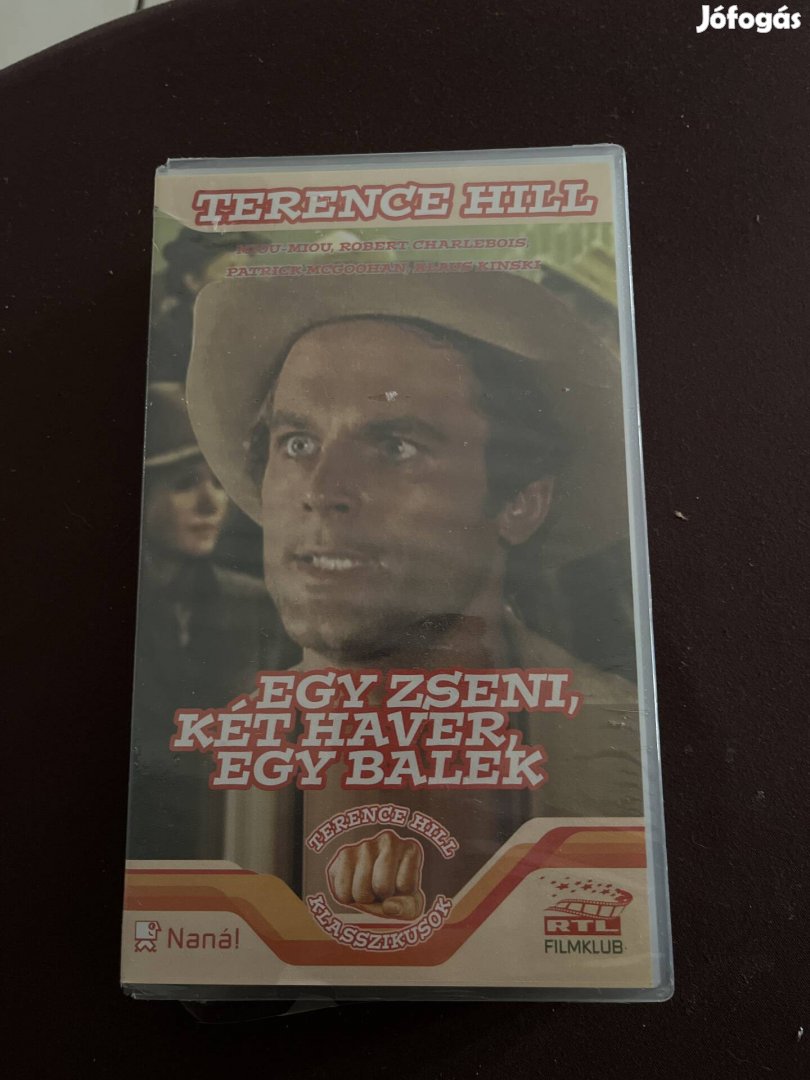 Jófogás
TERENCE HILL
MIOU-MIOU, ROBERT CHARLEBOIS,
PATRICK MCGOOHAN, KLAUS KINSKI
EGY ZSENI,
KÉT HAVER,
EGY BALEK
TERENCE HILL
KLASSZIKUSOK
Naná!
RTL
FILMKLUB